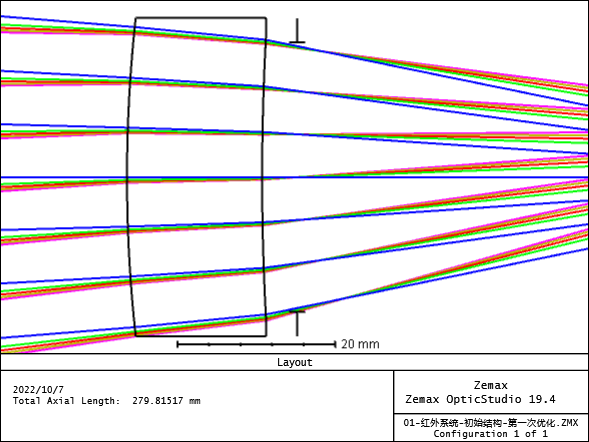 20 mm
Layout
2022/10/7
Total Axial Length:  279.81517 mm
Zemax
Zemax OpticStudio 19.4
01-红外系统-初始结构-第一次优化.ZMX
Configuration 1 of 1